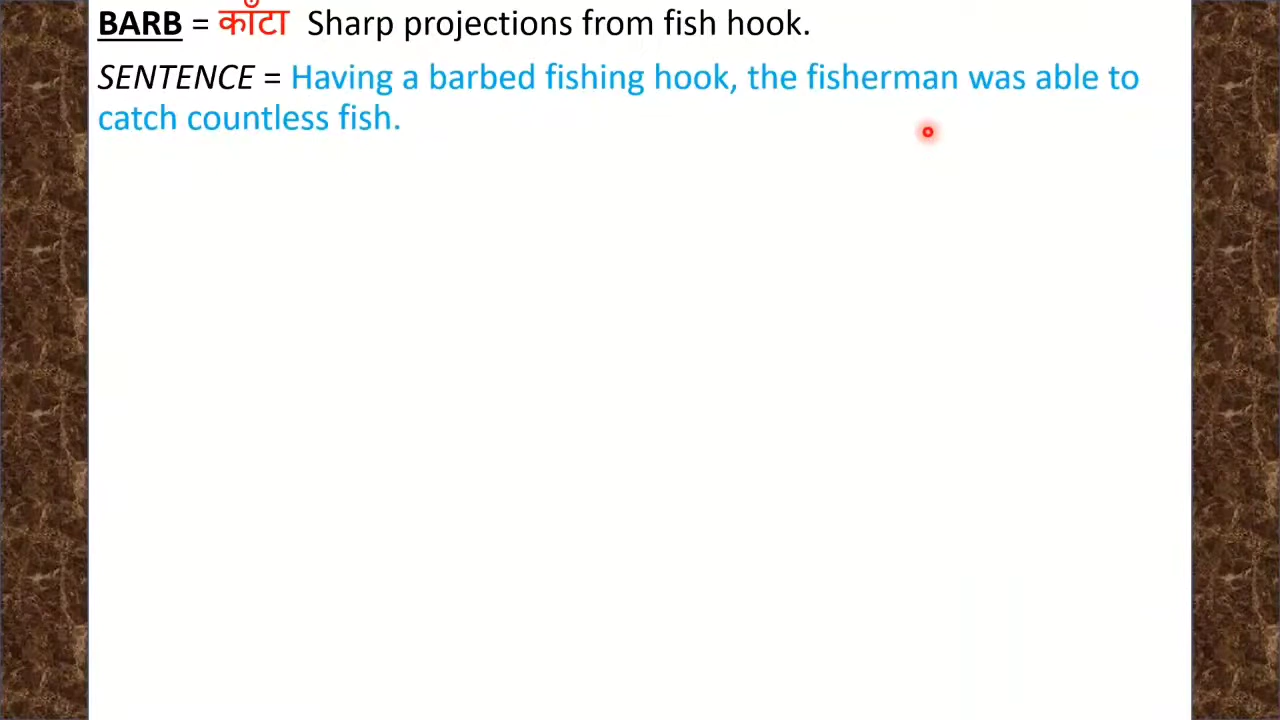 BARB = काँटा Sharp projections from fish hook.
SENTENCE = Having a barbed fishing hook, the fisherman was able to
catch countless fish.